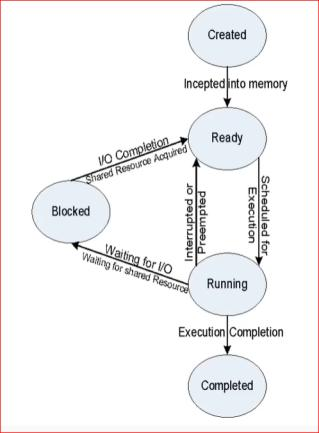 Created
Incepted into memory
Ready
I/O Completion
Shared Resource Acquired
Blocked
Interrupted or
Preempted
Scheduled for
Execution
Waiting for I/O
Waiting for shared Resource
Running
Execution Completion
Completed